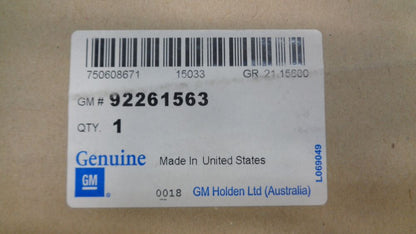 750608671 15033 GR. 21.15600
GM # 92261563
QTY. 1
Genuine Made In United States
GM ®
0018 GM Holden Ltd (Australia)
L069049